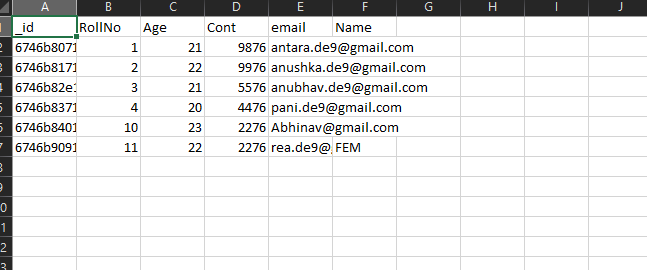 A B C D E F G H I J
1 _id RollNo Age Cont email Name
2 6746b8071 1 21 9876 antara.de9@gmail.com
3 6746b8171 2 22 9976 anushka.de9@gmail.com
4 6746b82e1 3 21 5576 anubhav.de9@gmail.com
5 6746b8371 4 20 4476 pani.de9@gmail.com
6 6746b8401 10 23 2276 Abhinav@gmail.com
7 6746b9091 11 22 2276 rea.de9@ FEM
8
9
10
11
12
13